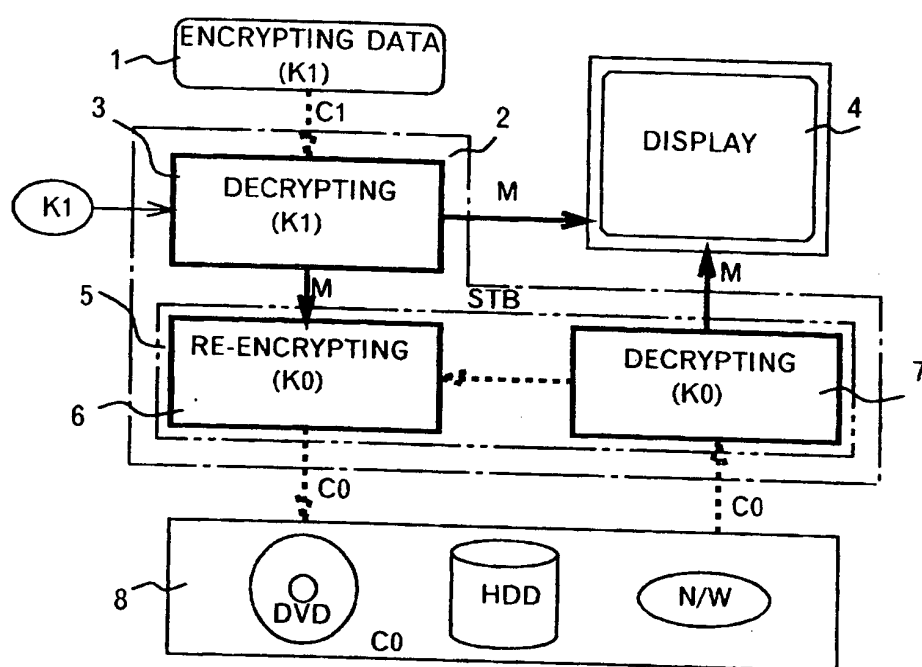 ENCRYPTING DATA
(K1)
1
C1
3
2
DECRYPTING
(K1)
K1
M
DISPLAY
4
M
M
STB
5
RE-ENCRYPTING
(K0)
6
DECRYPTING
(K0)
7
C0
C0
8
DVD
HDD
N/W
C0